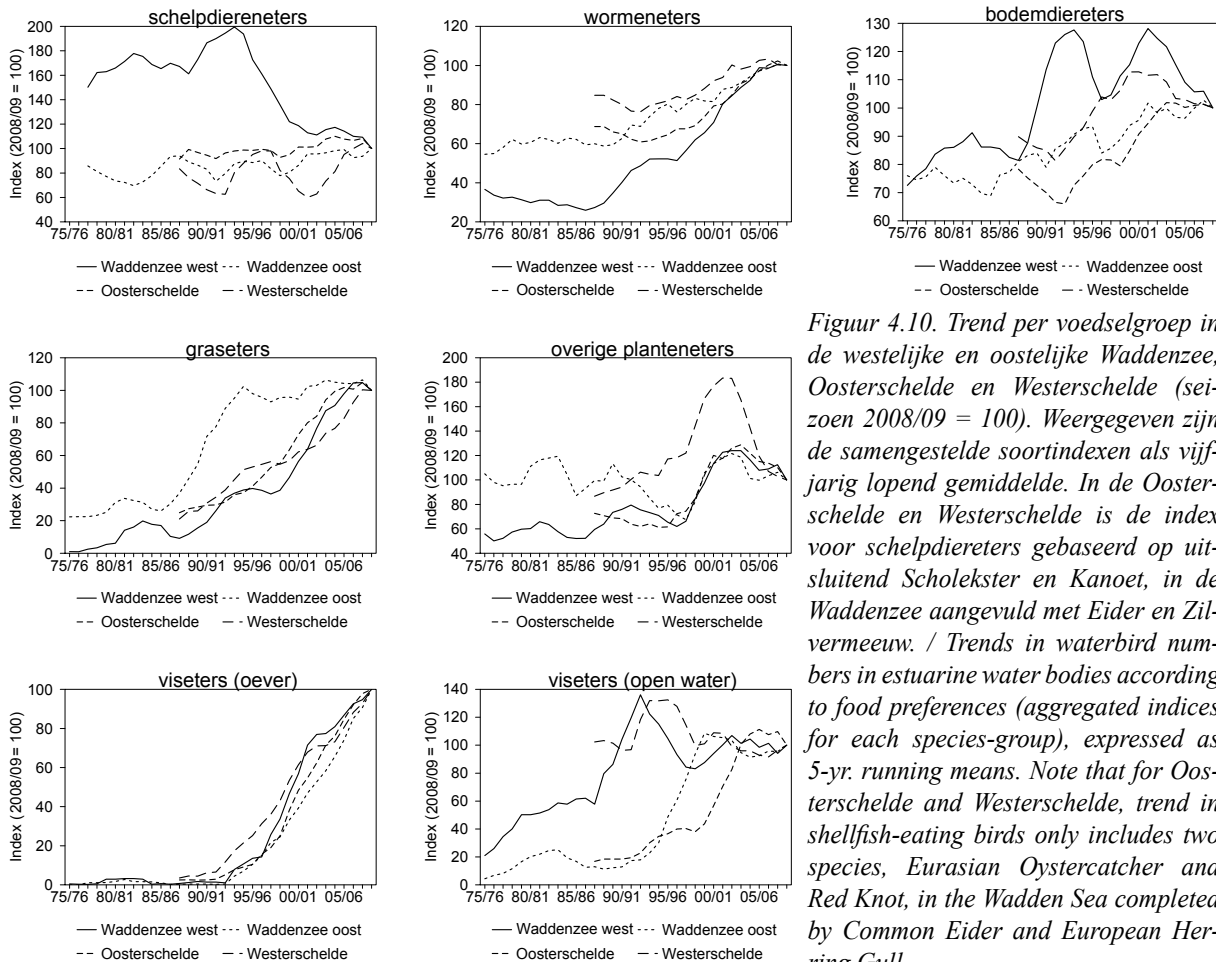 schelpdiereneters
200
180
160
140
120
100
80
60
40
Index (2008/09 = 100)
75/76 80/81 85/86 90/91 95/96 00/01 05/06
Waddenzee west Waddenzee oost
Oosterschelde Westerschelde
wormeneters
120
100
80
60
40
20
Index (2008/09 = 100)
75/76 80/81 85/86 90/91 95/96 00/01 05/06
Waddenzee west Waddenzee oost
Oosterschelde Westerschelde
bodemdiereters
130
120
110
100
90
80
70
60
Index (2008/09 = 100)
75/76 80/81 85/86 90/91 95/96 00/01 05/06
Waddenzee west Waddenzee oost
Oosterschelde Westerschelde
graseters
120
100
80
60
40
20
0
Index (2008/09 = 100)
75/76 80/81 85/86 90/91 95/96 00/01 05/06
Waddenzee west Waddenzee oost
Oosterschelde Westerschelde
overige planteneters
200
180
160
140
120
100
80
60
40
Index (2008/09 = 100)
75/76 80/81 85/86 90/91 95/96 00/01 05/06
Waddenzee west Waddenzee oost
Oosterschelde Westerschelde
viseters (oever)
100
80
60
40
20
0
Index (2008/09 = 100)
75/76 80/81 85/86 90/91 95/96 00/01 05/06
Waddenzee west Waddenzee oost
Oosterschelde Westerschelde
viseters (open water)
140
120
100
80
60
40
20
0
Index (2008/09 = 100)
75/76 80/81 85/86 90/91 95/96 00/01 05/06
Waddenzee west Waddenzee oost
Oosterschelde Westerschelde
Figuur 4.10. Trend per voedselgroep in
de westelijke en oostelijke Waddenzee,
Oosterschelde en Westerschelde (sei-
zoen 2008/09 = 100). Weergegeven zijn
de samengestelde soortindexen als vijf-
jarig lopend gemiddelde. In de Ooster-
schelde en Westerschelde is de index
voor schelpdiereters gebaseerd op uit-
sluitend Scholekster en Kanoet, in de
Waddenzee aangevuld met Eider en Zil-
vermeeuw. / Trends in waterbird num-
bers in estuarine water bodies according
to food preferences (aggregated indices
for each species-group), expressed as
5-yr. running means. Note that for Oos-
terschelde and Westerschelde, trend in
shellfish-eating birds only includes two
species, Eurasian Oystercatcher and
Red Knot, in the Wadden Sea completed
by Common Eider and European Her-
ring Gull